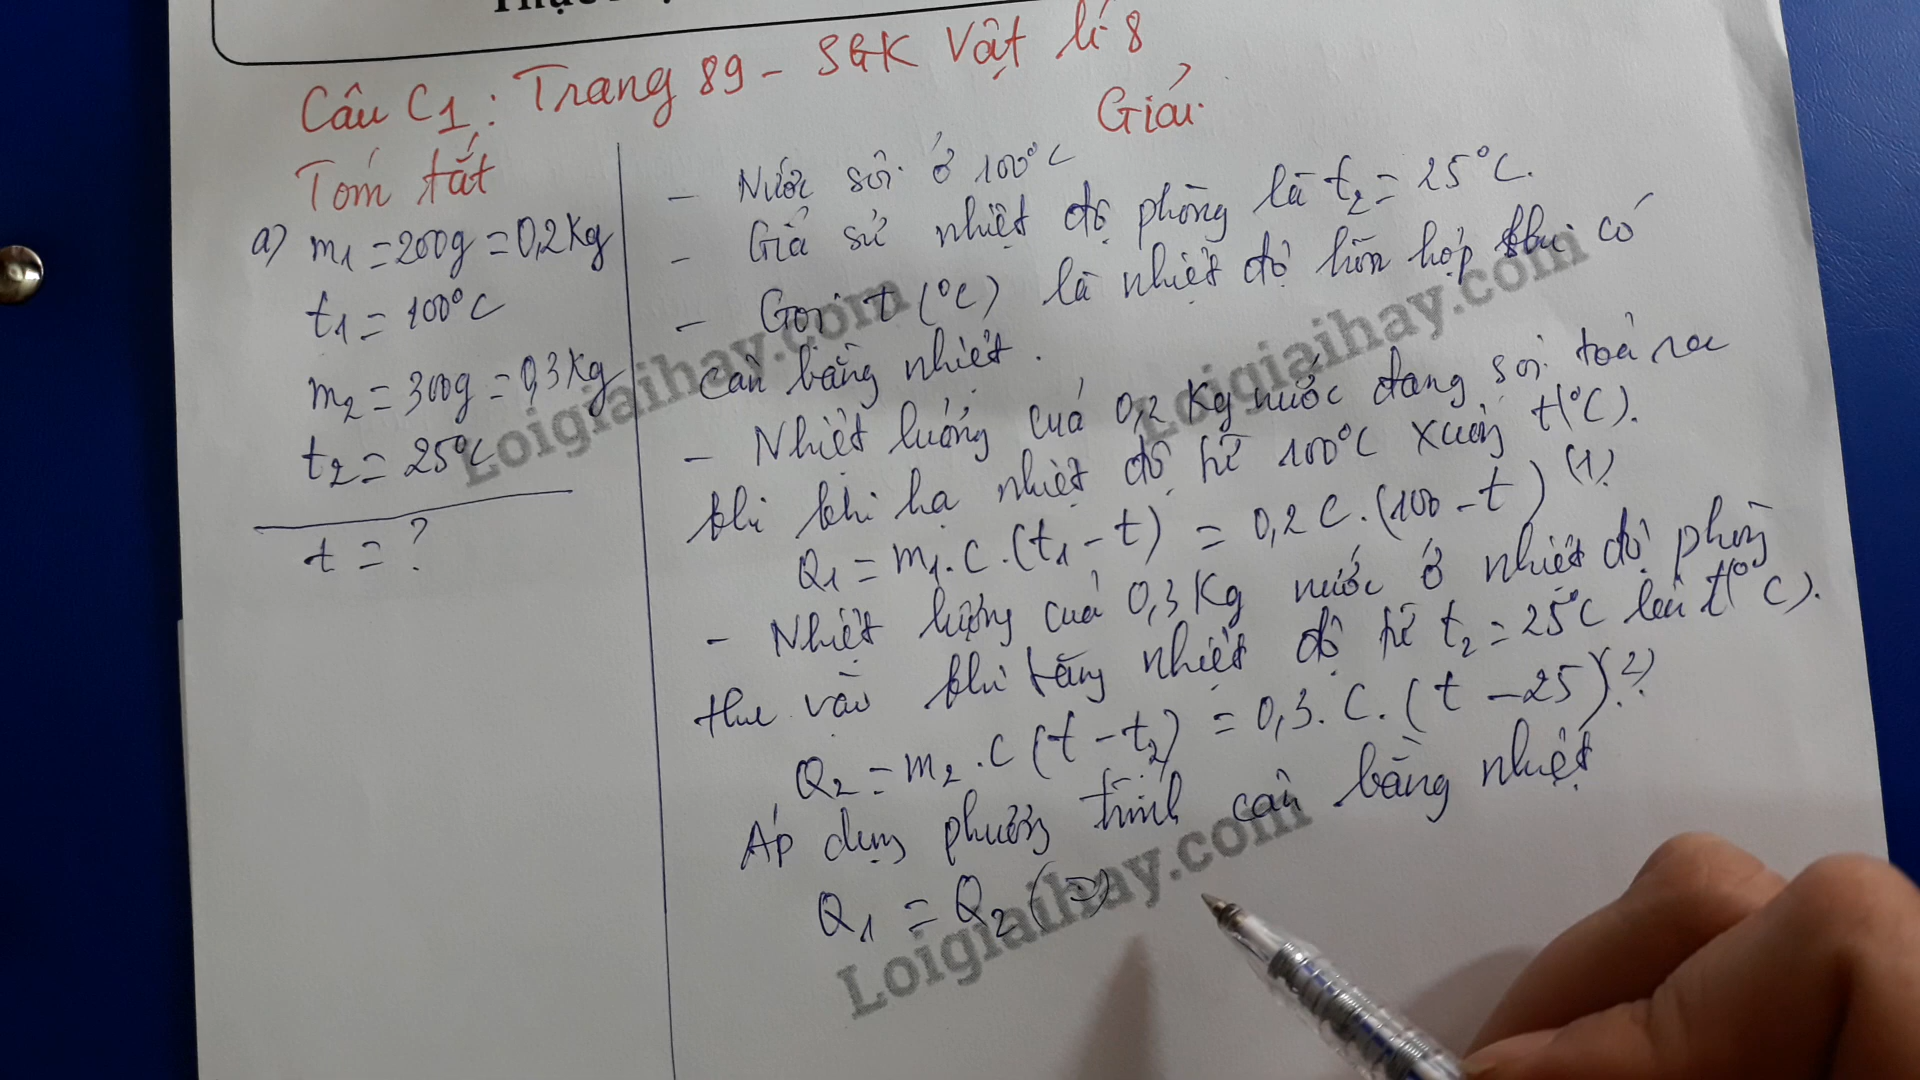 Câu C1: Trang 89 - SGK Vật lí 8
Tóm tắt
Giải
a) m1 = 200g = 0,2 Kg
t1 = 100°C
m2 = 300g = 0,3 Kg
t2 = 25°C
t = ?
- Nước sôi ở 100°C
- Giả sử nhiệt độ phòng là t2 = 25°C.
- Gọi t (°C) là nhiệt độ hỗn hợp khi có
cân bằng nhiệt.
- Nhiệt lượng của 0,2 Kg nước đang sôi toả ra
khi khi hạ nhiệt độ từ 100°C xuống t(°C).
Q1 = m1.C.(t1 - t) = 0,2 C.(100 - t) (1)
- Nhiệt lượng của 0,3 Kg nước ở nhiệt độ phòng
thu vào khi tăng nhiệt độ từ t2 = 25°C lên t(°C).
Q2 = m2.C (t - t2) = 0,3.C.(t - 25) (2)
Áp dụng phương trình cân bằng nhiệt
Q1 = Q2 (=)
Loigiaihay.com
Loigiaihay.com
Loigiaihay.com